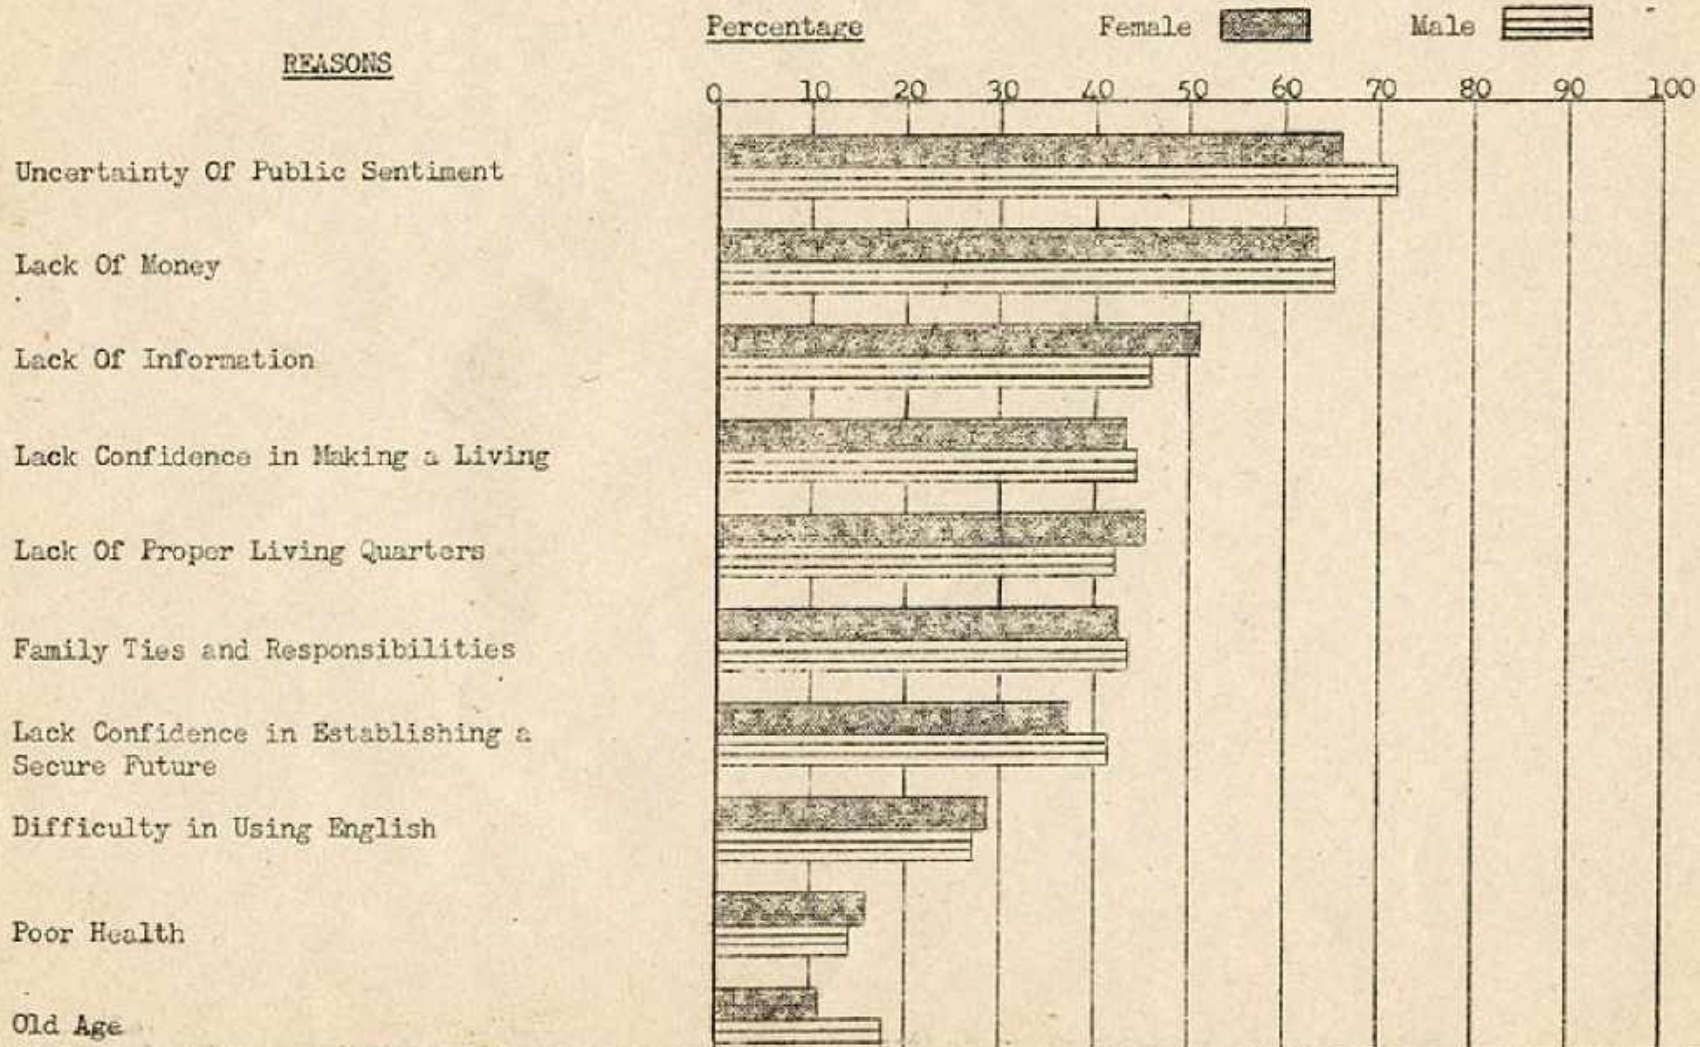 Percentage Female Male
REASONS
0 10 20 30 40 50 60 70 80 90 100
Uncertainty Of Public Sentiment
Lack Of Money
Lack Of Information
Lack Confidence in Making a Living
Lack Of Proper Living Quarters
Family Ties and Responsibilities
Lack Confidence in Establishing a
Secure Future
Difficulty in Using English
Poor Health
Old Age